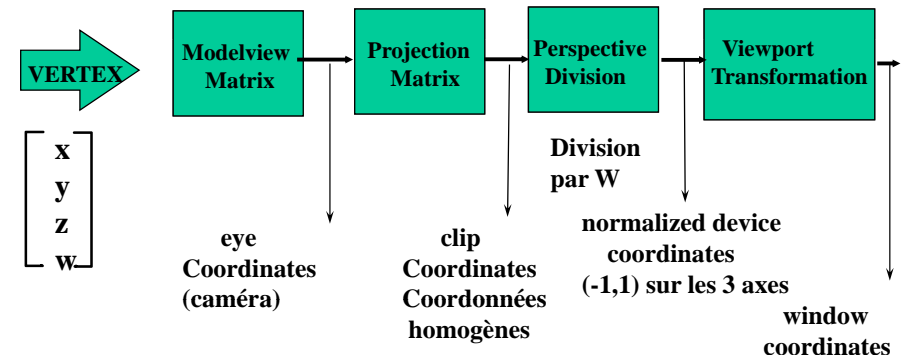 VERTEX
Modelview
Matrix
Projection
Matrix
Perspective
Division
Viewport
Transformation
x
y
z
w
Division
par W
eye
Coordinates
(caméra)
clip
Coordinates
Coordonnées
homogènes
normalized device
coordinates
(-1,1) sur les 3 axes
window
coordinates